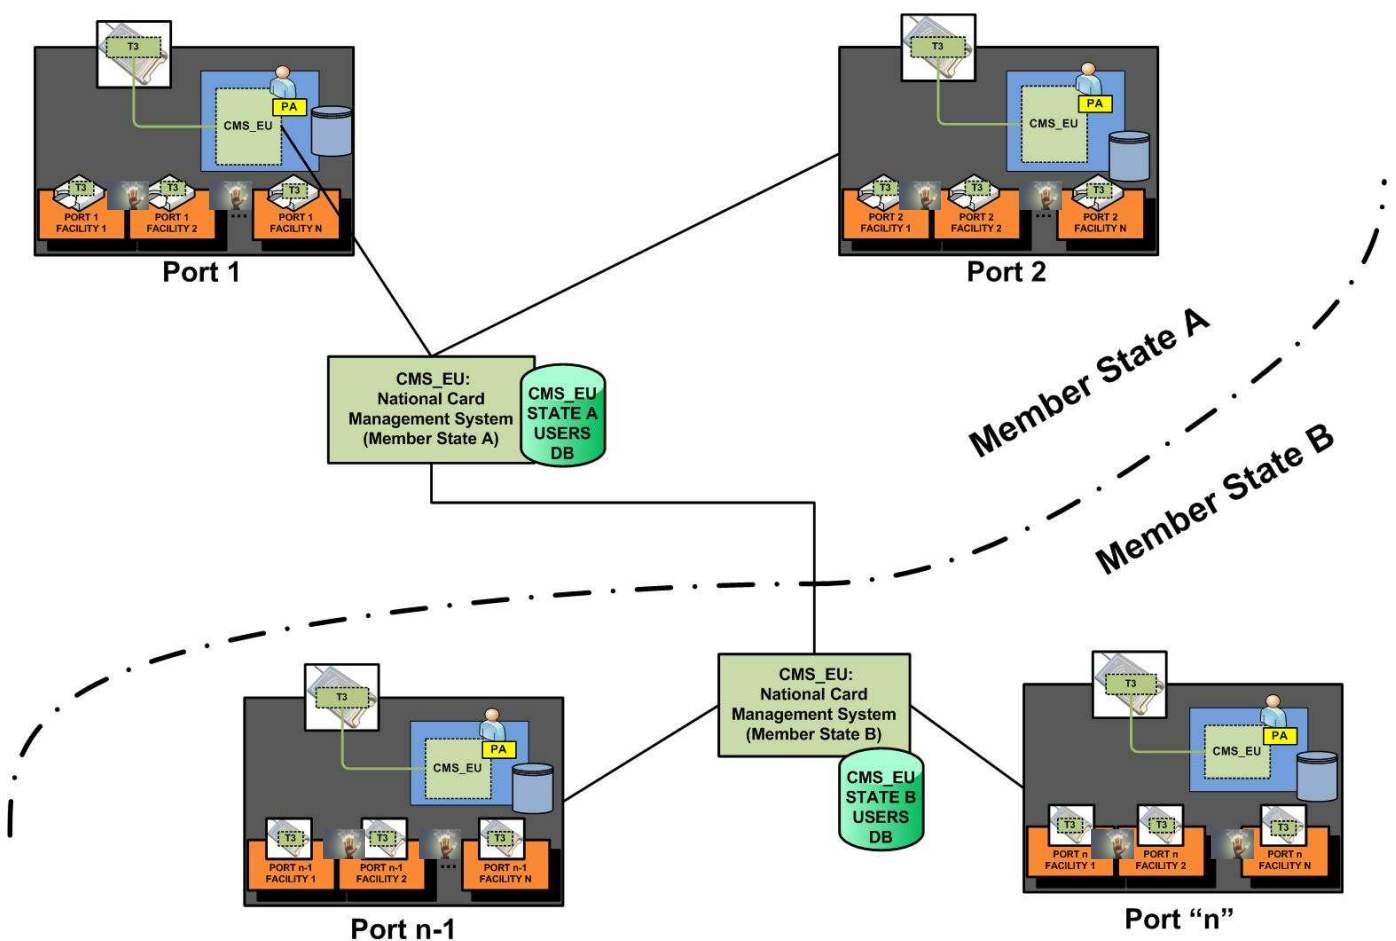 T3
CMS_EU
PA
T3
T3
...
T3
PORT 1
FACILITY 1
PORT 1
FACILITY 2
PORT 1
FACILITY N
Port 1
T3
CMS_EU
PA
T3
T3
...
T3
PORT 2
FACILITY 1
PORT 2
FACILITY 2
PORT 2
FACILITY N
Port 2
CMS_EU:
National Card
Management System
(Member State A)
CMS_EU
STATE A
USERS
DB
Member State A
Member State B
CMS_EU:
National Card
Management System
(Member State B)
CMS_EU
STATE B
USERS
DB
T3
CMS_EU
PA
T3
T3
...
T3
PORT n-1
FACILITY 1
PORT n-1
FACILITY 2
PORT n-1
FACILITY N
Port n-1
T3
CMS_EU
PA
T3
T3
T3
PORT n
FACILITY 1
PORT n
FACILITY 2
PORT n
FACILITY N
Port “n”